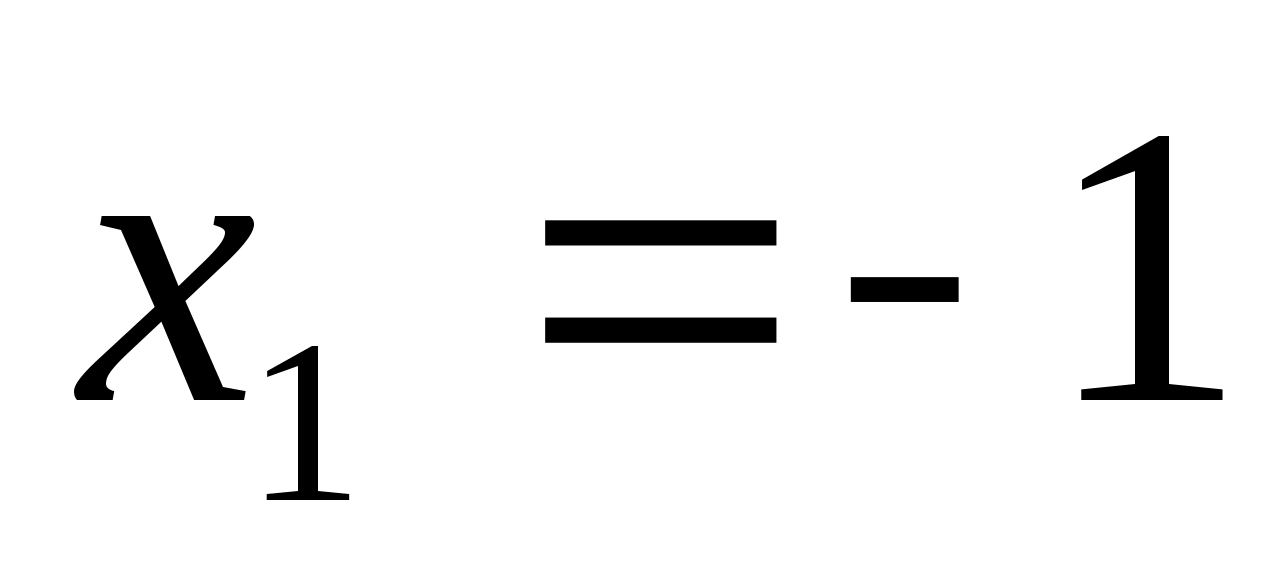 x₁ = - 1